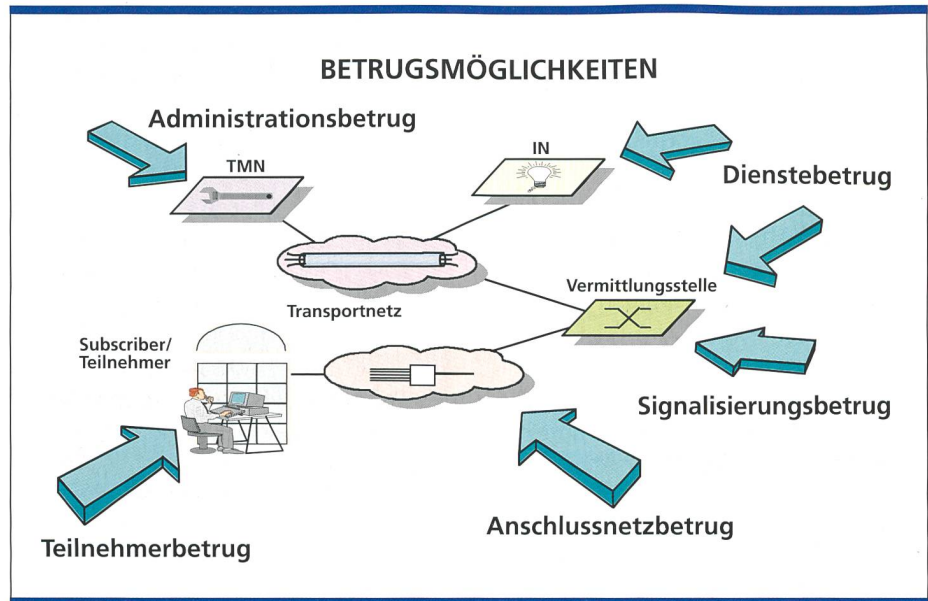 BETRUGSMÖGLICHKEITEN
Administrationsbetrug
TMN
IN
Dienstebetrug
Transportnetz
Vermittlungsstelle
Subscriber/
Teilnehmer
Signalisierungsbetrug
Anschlussnetzbetrug
Teilnehmerbetrug